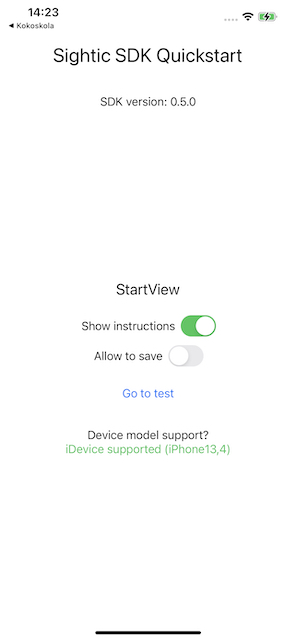 14:23
◀ Kokoskola
Sightic SDK Quickstart
SDK version: 0.5.0
StartView
Show instructions
Allow to save
Go to test
Device model support?
iDevice supported (iPhone13,4)